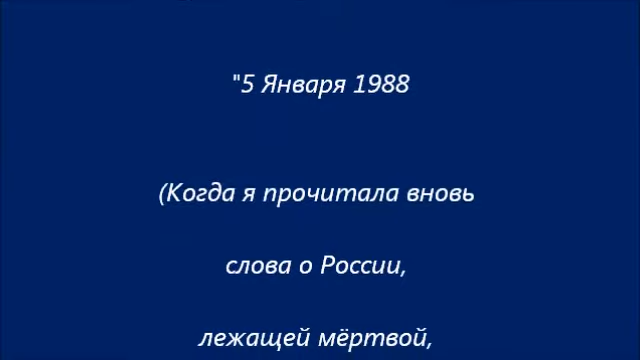 "5 Января 1988
(Когда я прочитала вновь
слова о России,
лежащей мёртвой,